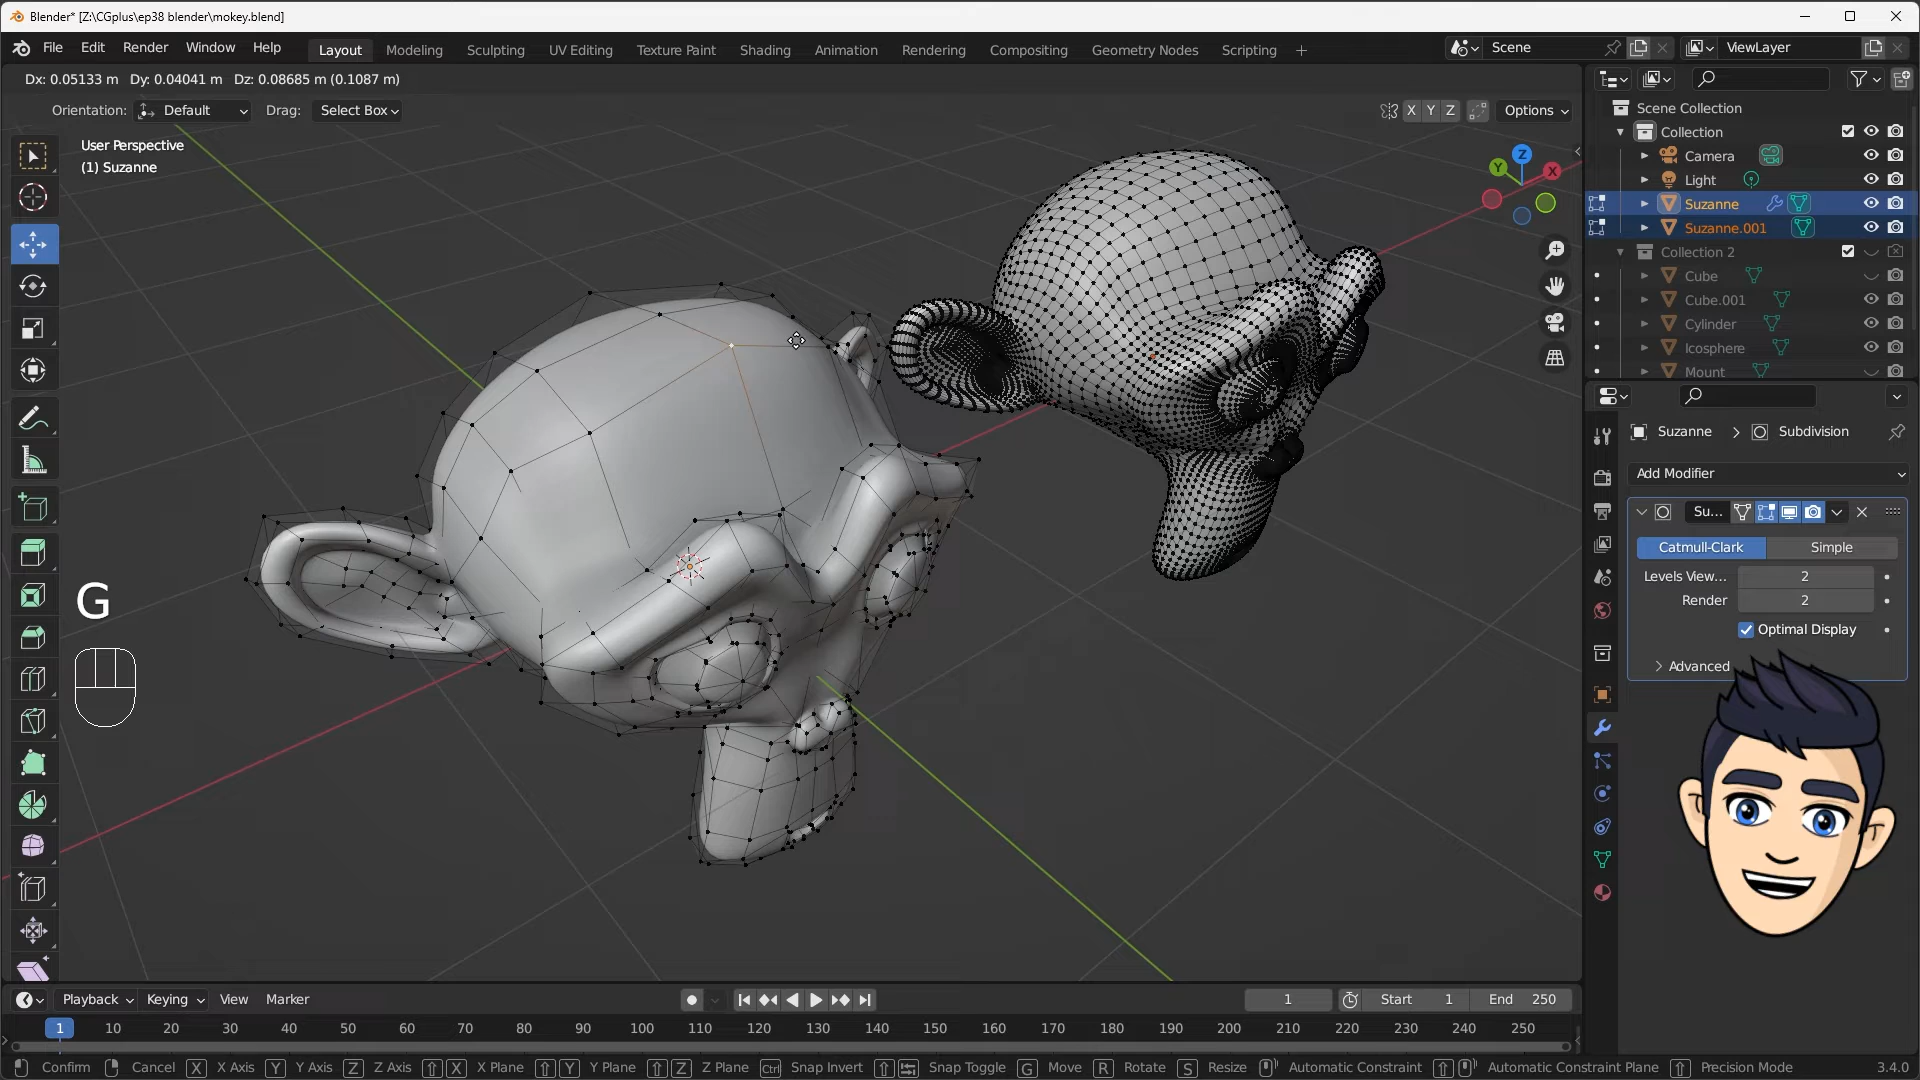 Blender* [Z:\CGplus\ep38 blender\mokey.blend]
File Edit Render Window Help Layout Modeling Sculpting UV Editing Texture Paint Shading Animation Rendering Compositing Geometry Nodes Scripting + Scene ViewLayer
Dx: 0.05133 m Dy: 0.04041 m Dz: 0.08685 m (0.1087 m)
Orientation: Default Drag: Select Box X Y Z Options
User Perspective
(1) Suzanne
Z
Y
X
Scene Collection
Collection
Camera
Light
Suzanne
Suzanne.001
Collection 2
Cube
Cube.001
Cylinder
Icosphere
Mount
Suzanne > Subdivision
Add Modifier
Su...
Catmull-Clark Simple
Levels View... 2
Render 2
Optimal Display
Advanced
G
Playback Keying View Marker 1 Start 1 End 250
1 10 20 30 40 50 60 70 80 90 100 110 120 130 140 150 160 170 180 190 200 210 220 230 240 250
Confirm Cancel X X Axis Y Y Axis Z Z Axis X X Plane Y Y Plane Z Z Plane Ctrl Snap Invert Snap Toggle G Move R Rotate S Resize Automatic Constraint Automatic Constraint Plane Precision Mode 3.4.0